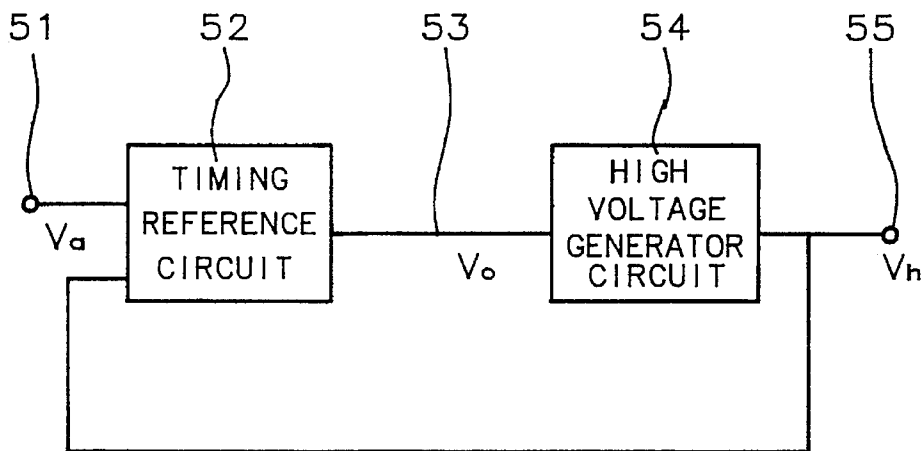 51 52 53 54 55
TIMING
REFERENCE
CIRCUIT
HIGH
VOLTAGE
GENERATOR
CIRCUIT
Va
Vo
Vh